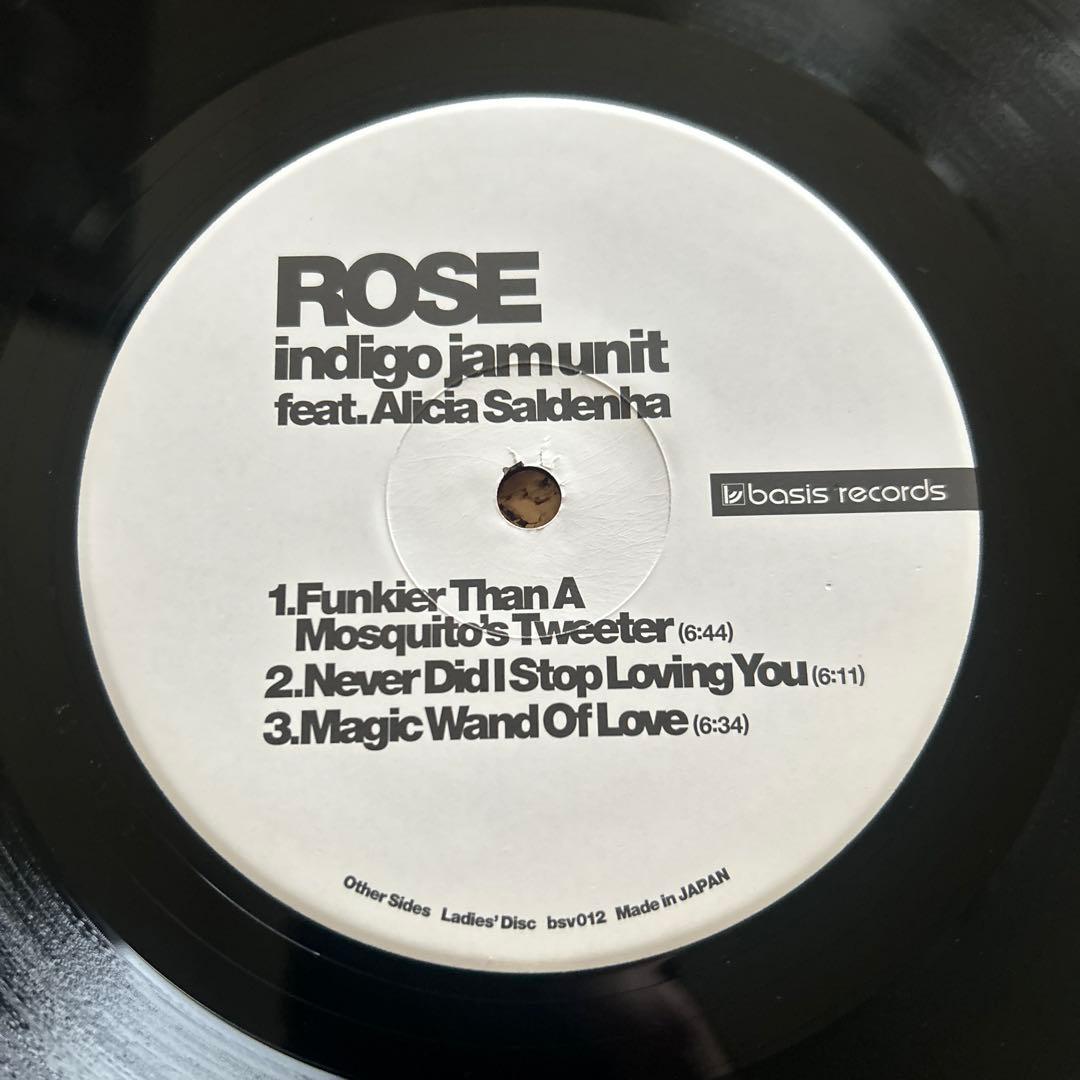 ROSE
indigo jam unit
feat. Alicia Saldenha
basis records
1.Funkier Than A
Mosquito's Tweeter (6:44)
2.Never Did I Stop Loving You (6:11)
3.Magic Wand Of Love (6:34)
Other Sides Ladies' Disc bsv012 Made in JAPAN